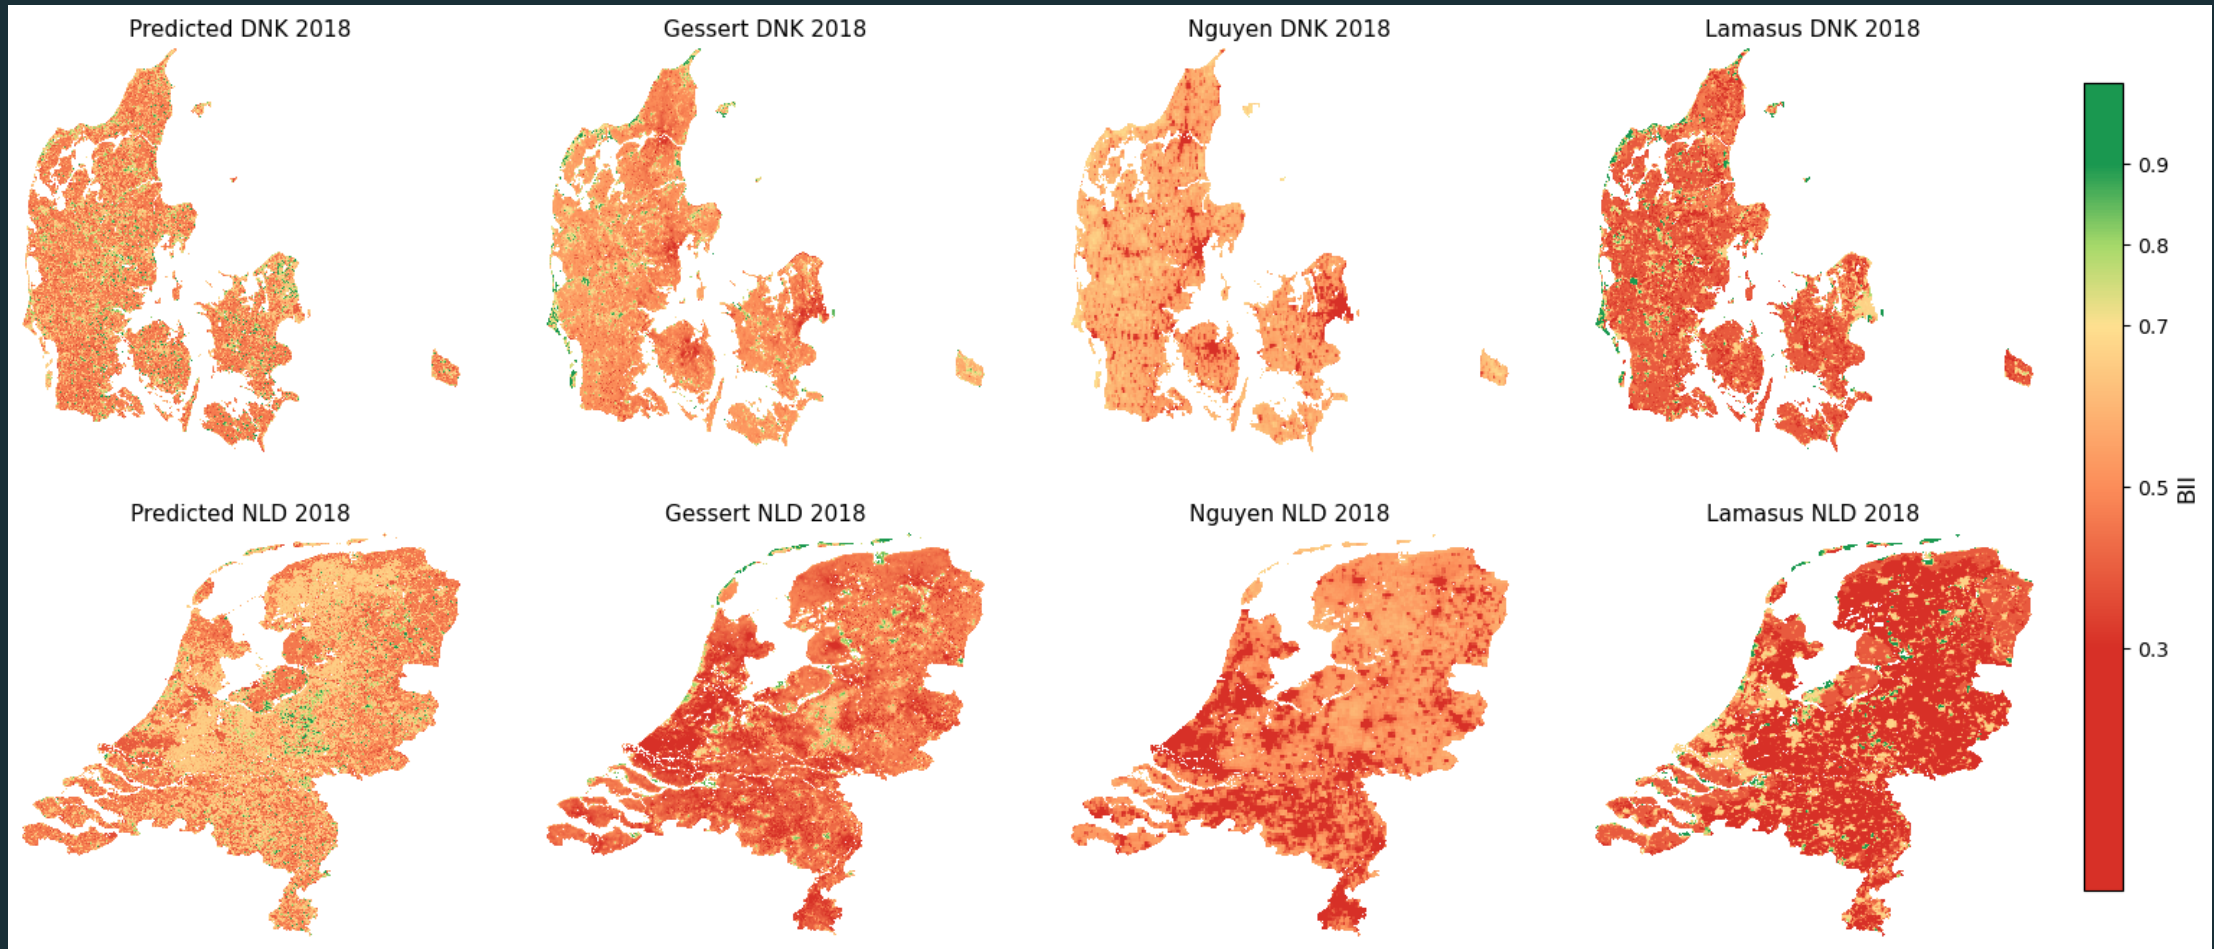 Predicted DNK 2018
Gessert DNK 2018
Nguyen DNK 2018
Lamasus DNK 2018
0.9
0.8
0.7
0.5
0.3
BII
Predicted NLD 2018
Gessert NLD 2018
Nguyen NLD 2018
Lamasus NLD 2018